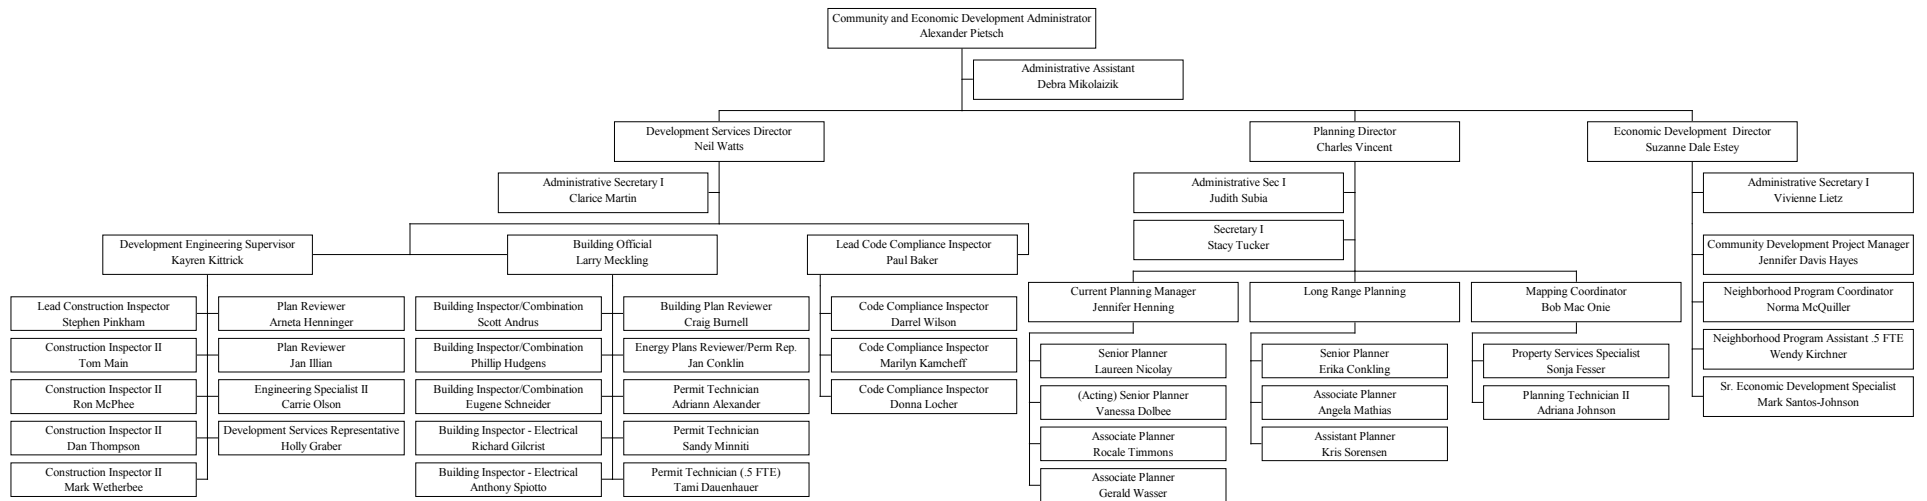 Community and Economic Development Administrator
Alexander Pietsch
Administrative Assistant
Debra Mikolaizik
Development Services Director
Neil Watts
Planning Director
Charles Vincent
Economic Development  Director
Suzanne Dale Estey
Administrative Secretary I
Clarice Martin
Administrative Sec I
Judith Subia
Secretary I
Stacy Tucker
Administrative Secretary I
Vivienne Lietz
Development Engineering Supervisor
Kayren Kittrick
Building Official
Larry Meckling
Lead Code Compliance Inspector
Paul Baker
Community Development Project Manager
Jennifer Davis Hayes
Neighborhood Program Coordinator
Norma McQuiller
Neighborhood Program Assistant .5 FTE
Wendy Kirchner
Sr. Economic Development Specialist
Mark Santos-Johnson
Lead Construction Inspector
Stephen Pinkham
Construction Inspector II
Tom Main
Construction Inspector II
Ron McPhee
Construction Inspector II
Dan Thompson
Construction Inspector II
Mark Wetherbee
Plan Reviewer
Arneta Henninger
Plan Reviewer
Jan Illian
Engineering Specialist II
Carrie Olson
Development Services Representative
Holly Graber
Building Inspector/Combination
Scott Andrus
Building Inspector/Combination
Phillip Hudgens
Building Inspector/Combination
Eugene Schneider
Building Inspector - Electrical
Richard Gilcrist
Building Inspector - Electrical
Anthony Spiotto
Building Plan Reviewer
Craig Burnell
Energy Plans Reviewer/Perm Rep.
Jan Conklin
Permit Technician
Adriann Alexander
Permit Technician
Sandy Minniti
Permit Technician (.5 FTE)
Tami Dauenhauer
Code Compliance Inspector
Darrel Wilson
Code Compliance Inspector
Marilyn Kamcheff
Code Compliance Inspector
Donna Locher
Current Planning Manager
Jennifer Henning
Senior Planner
Laureen Nicolay
(Acting) Senior Planner
Vanessa Dolbee
Associate Planner
Rocale Timmons
Associate Planner
Gerald Wasser
Long Range Planning
Senior Planner
Erika Conkling
Associate Planner
Angela Mathias
Assistant Planner
Kris Sorensen
Mapping Coordinator
Bob Mac Onie
Property Services Specialist
Sonja Fesser
Planning Technician II
Adriana Johnson